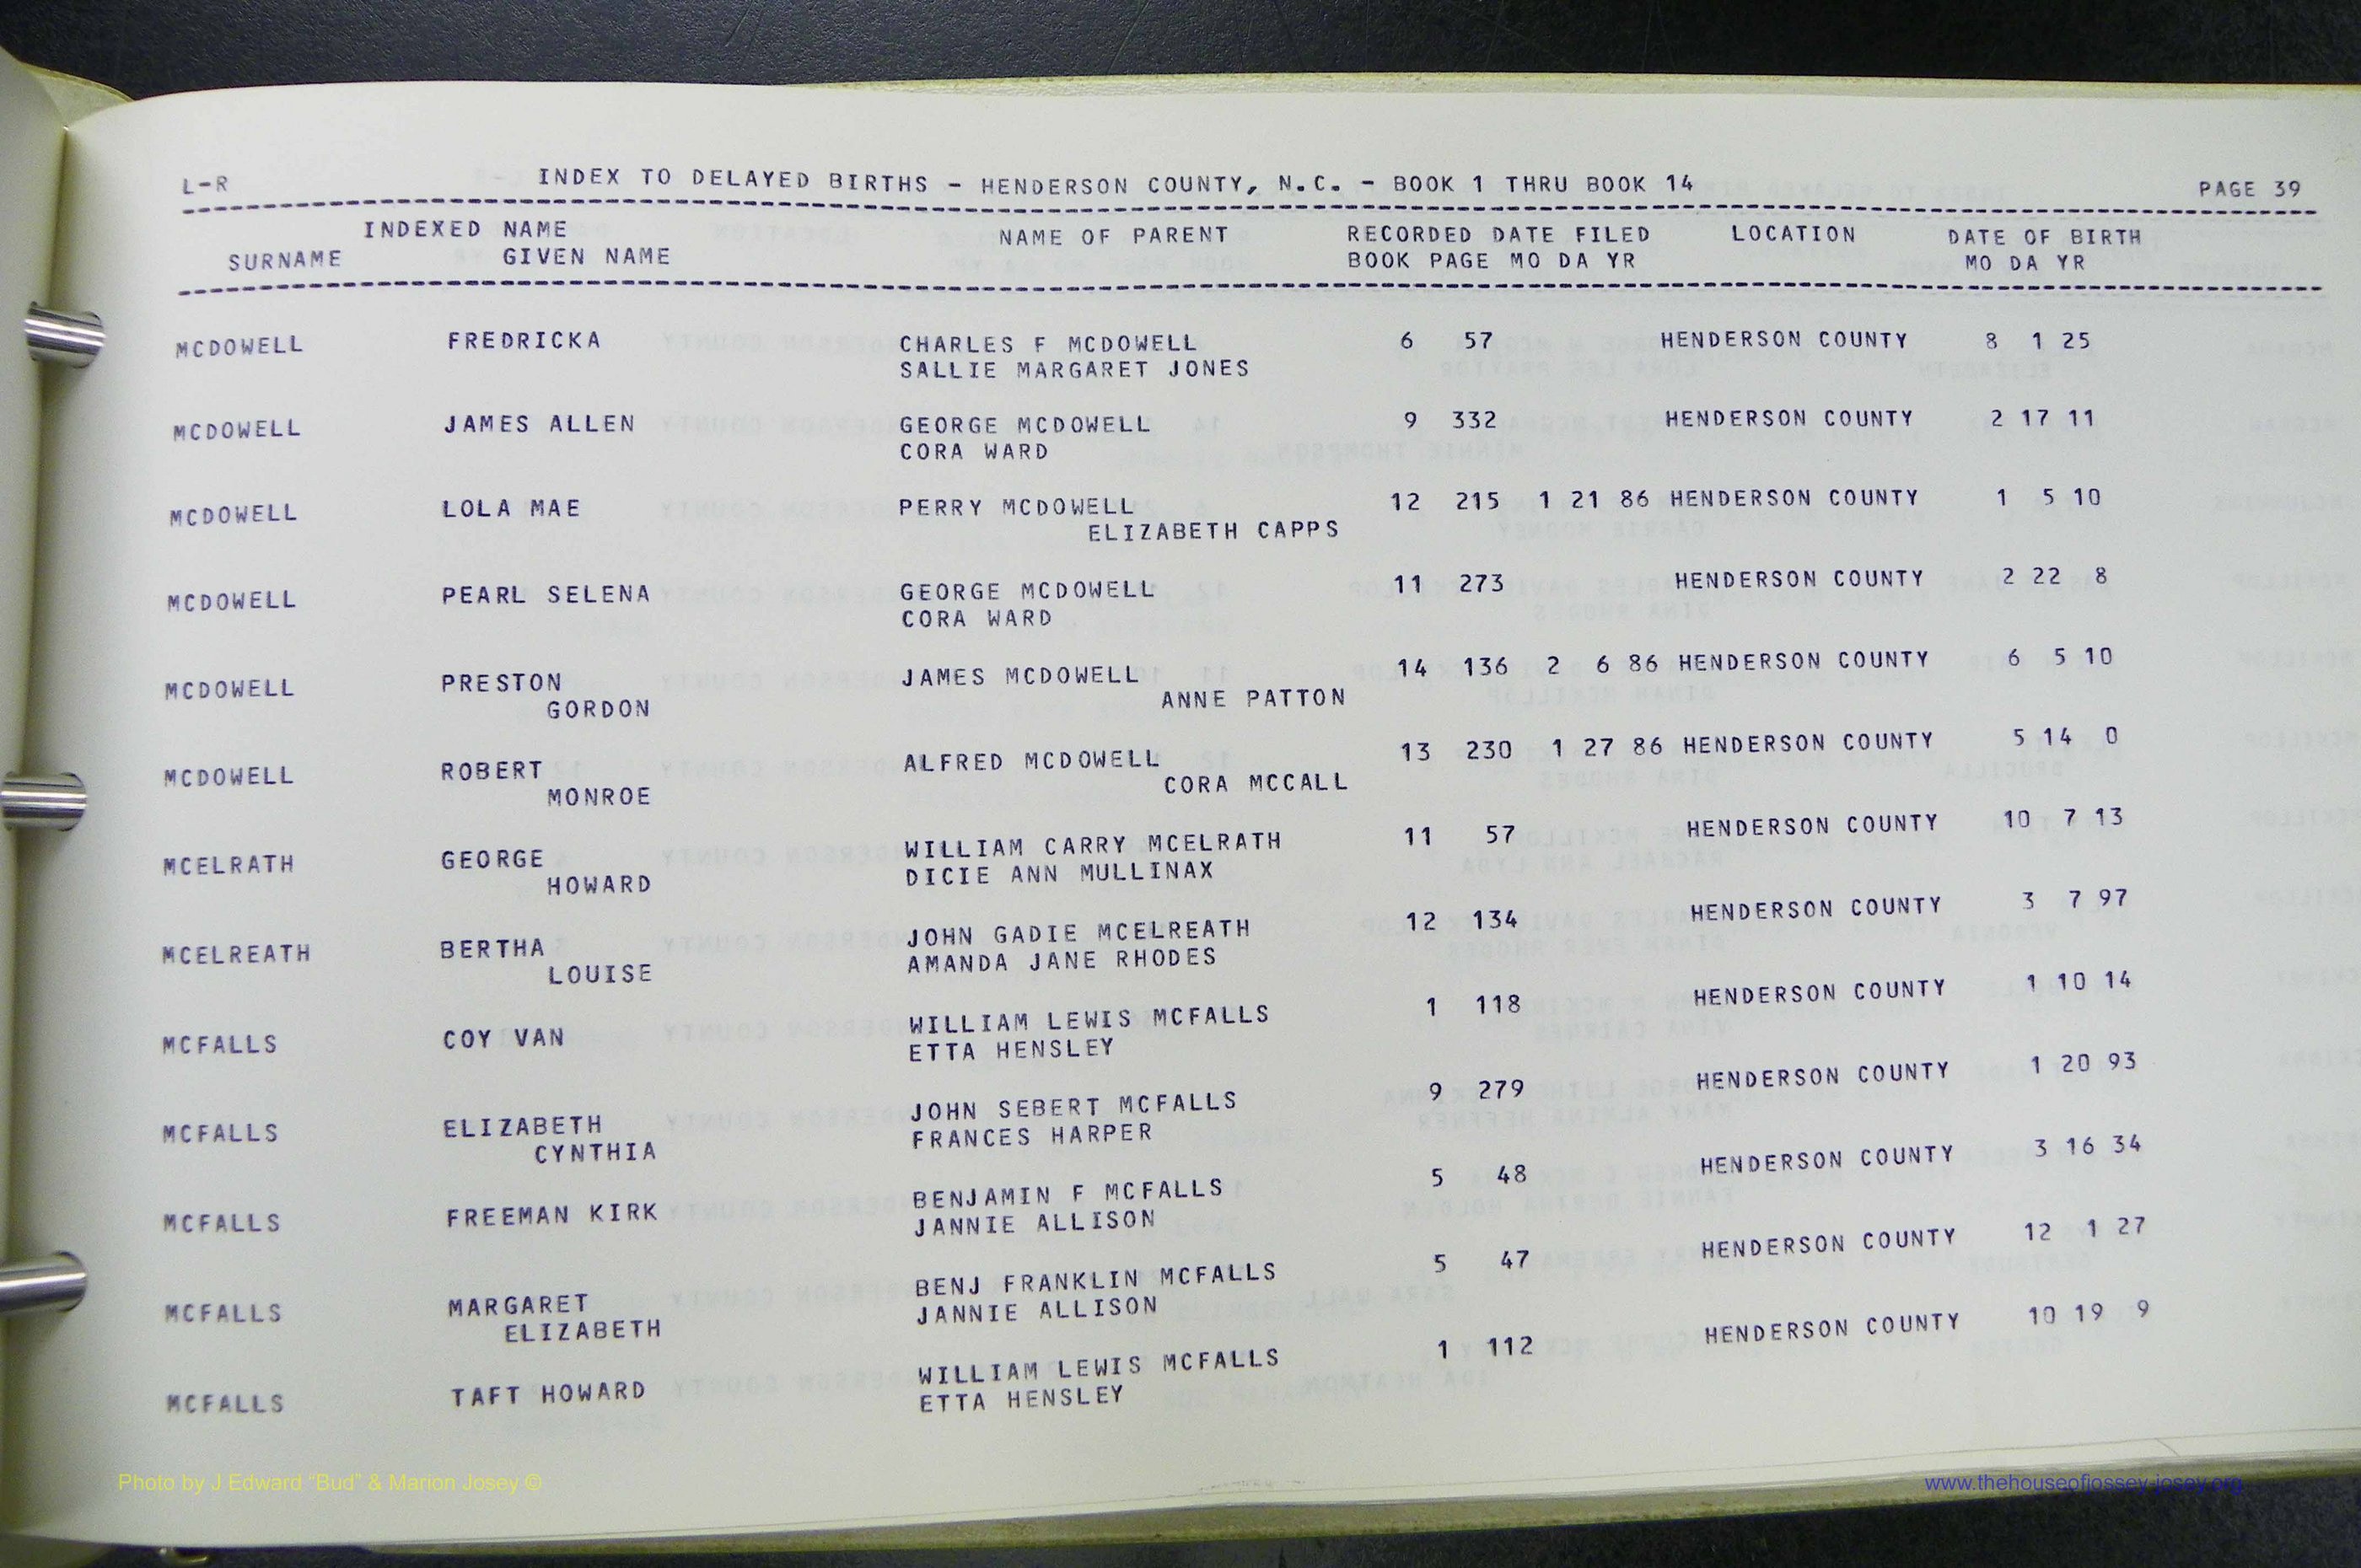 L-R INDEX TO DELAYED BIRTHS - HENDERSON COUNTY, N.C. - BOOK 1 THRU BOOK 14 PAGE 39
INDEXED NAME NAME OF PARENT RECORDED DATE FILED LOCATION DATE OF BIRTH
SURNAME GIVEN NAME BOOK PAGE MO DA YR MO DA YR
MCDOWELL FREDRICKA CHARLES F MCDOWELL 6 57 HENDERSON COUNTY 8 1 25
SALLIE MARGARET JONES
MCDOWELL JAMES ALLEN GEORGE MCDOWELL 9 332 HENDERSON COUNTY 2 17 11
CORA WARD
MCDOWELL LOLA MAE PERRY MCDOWELL 12 215 1 21 86 HENDERSON COUNTY 1 5 10
ELIZABETH CAPPS
MCDOWELL PEARL SELENA GEORGE MCDOWELL 11 273 HENDERSON COUNTY 2 22 8
CORA WARD
MCDOWELL PRESTON JAMES MCDOWELL 14 136 2 6 86 HENDERSON COUNTY 6 5 10
GORDON ANNE PATTON
MCDOWELL ROBERT ALFRED MCDOWELL 13 230 1 27 86 HENDERSON COUNTY 5 14 0
MONROE CORA MCCALL
MCELRATH GEORGE WILLIAM CARRY MCELRATH 11 57 HENDERSON COUNTY 10 7 13
HOWARD DICIE ANN MULLINAX
MCELREATH BERTHA JOHN GADIE MCELREATH 12 134 HENDERSON COUNTY 3 7 97
LOUISE AMANDA JANE RHODES
MCFALLS COY VAN WILLIAM LEWIS MCFALLS 1 118 HENDERSON COUNTY 1 10 14
ETTA HENSLEY
MCFALLS ELIZABETH JOHN SEBERT MCFALLS 9 279 HENDERSON COUNTY 1 20 93
CYNTHIA FRANCES HARPER
MCFALLS FREEMAN KIRK BENJAMIN F MCFALLS 5 48 HENDERSON COUNTY 3 16 34
JANNIE ALLISON
MCFALLS MARGARET BENJ FRANKLIN MCFALLS 5 47 HENDERSON COUNTY 12 1 27
ELIZABETH JANNIE ALLISON
MCFALLS TAFT HOWARD WILLIAM LEWIS MCFALLS 1 112 HENDERSON COUNTY 10 19 9
ETTA HENSLEY
Photo by J Edward "Bud" & Marion Josey © www.thehouseofjossey-josey.org